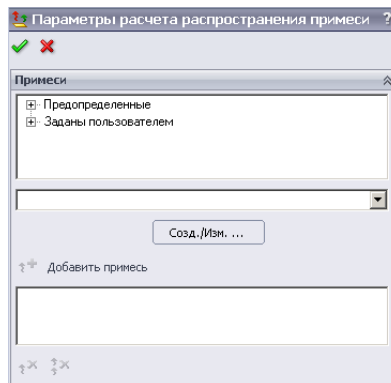 Параметры расчета распространения примеси ?
Примеси
Предопределенные
Заданы пользователем
Созд./Изм. ...
Добавить примесь